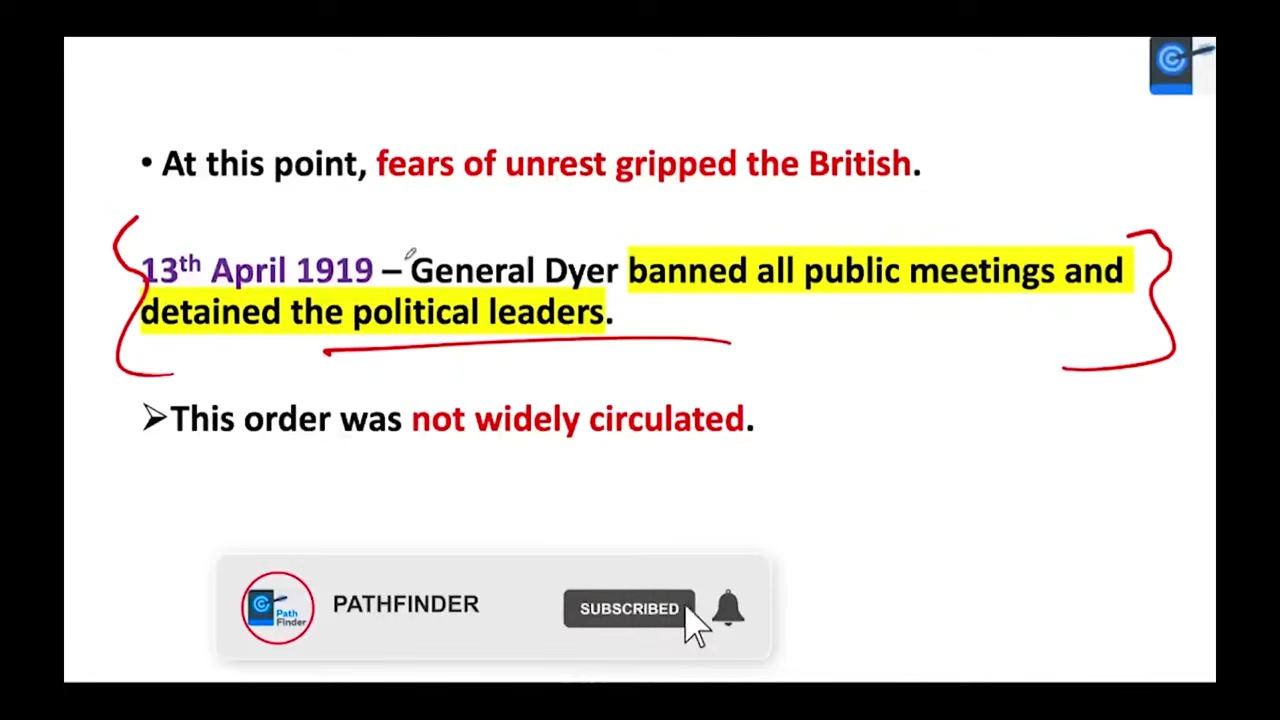 • At this point, fears of unrest gripped the British.
13th April 1919 – General Dyer banned all public meetings and
detained the political leaders.
➢This order was not widely circulated.
Path
Finder
PATHFINDER
SUBSCRIBED